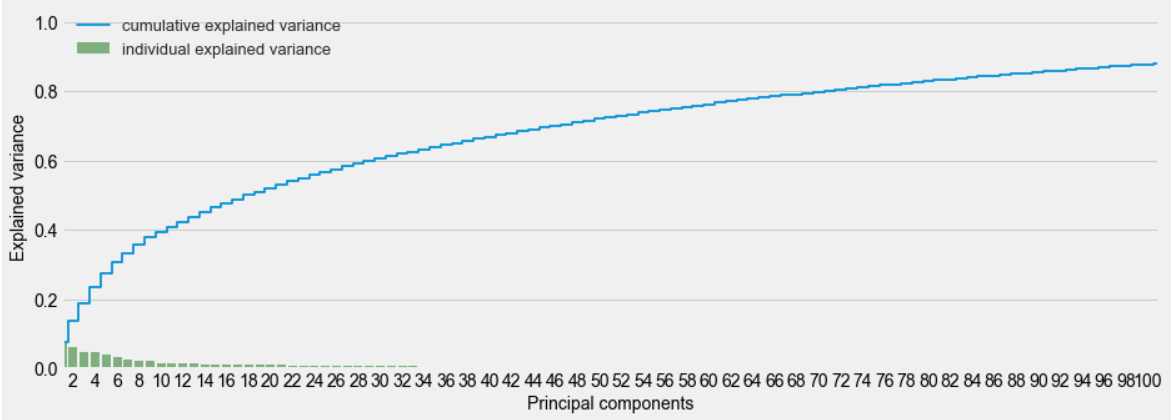 1.0
cumulative explained variance
individual explained variance
0.8
0.6
0.4
0.2
0.0
Explained variance
2 4 6 8 10 12 14 16 18 20 22 24 26 28 30 32 34 36 38 40 42 44 46 48 50 52 54 56 58 60 62 64 66 68 70 72 74 76 78 80 82 84 86 88 90 92 94 96 98 100
Principal components